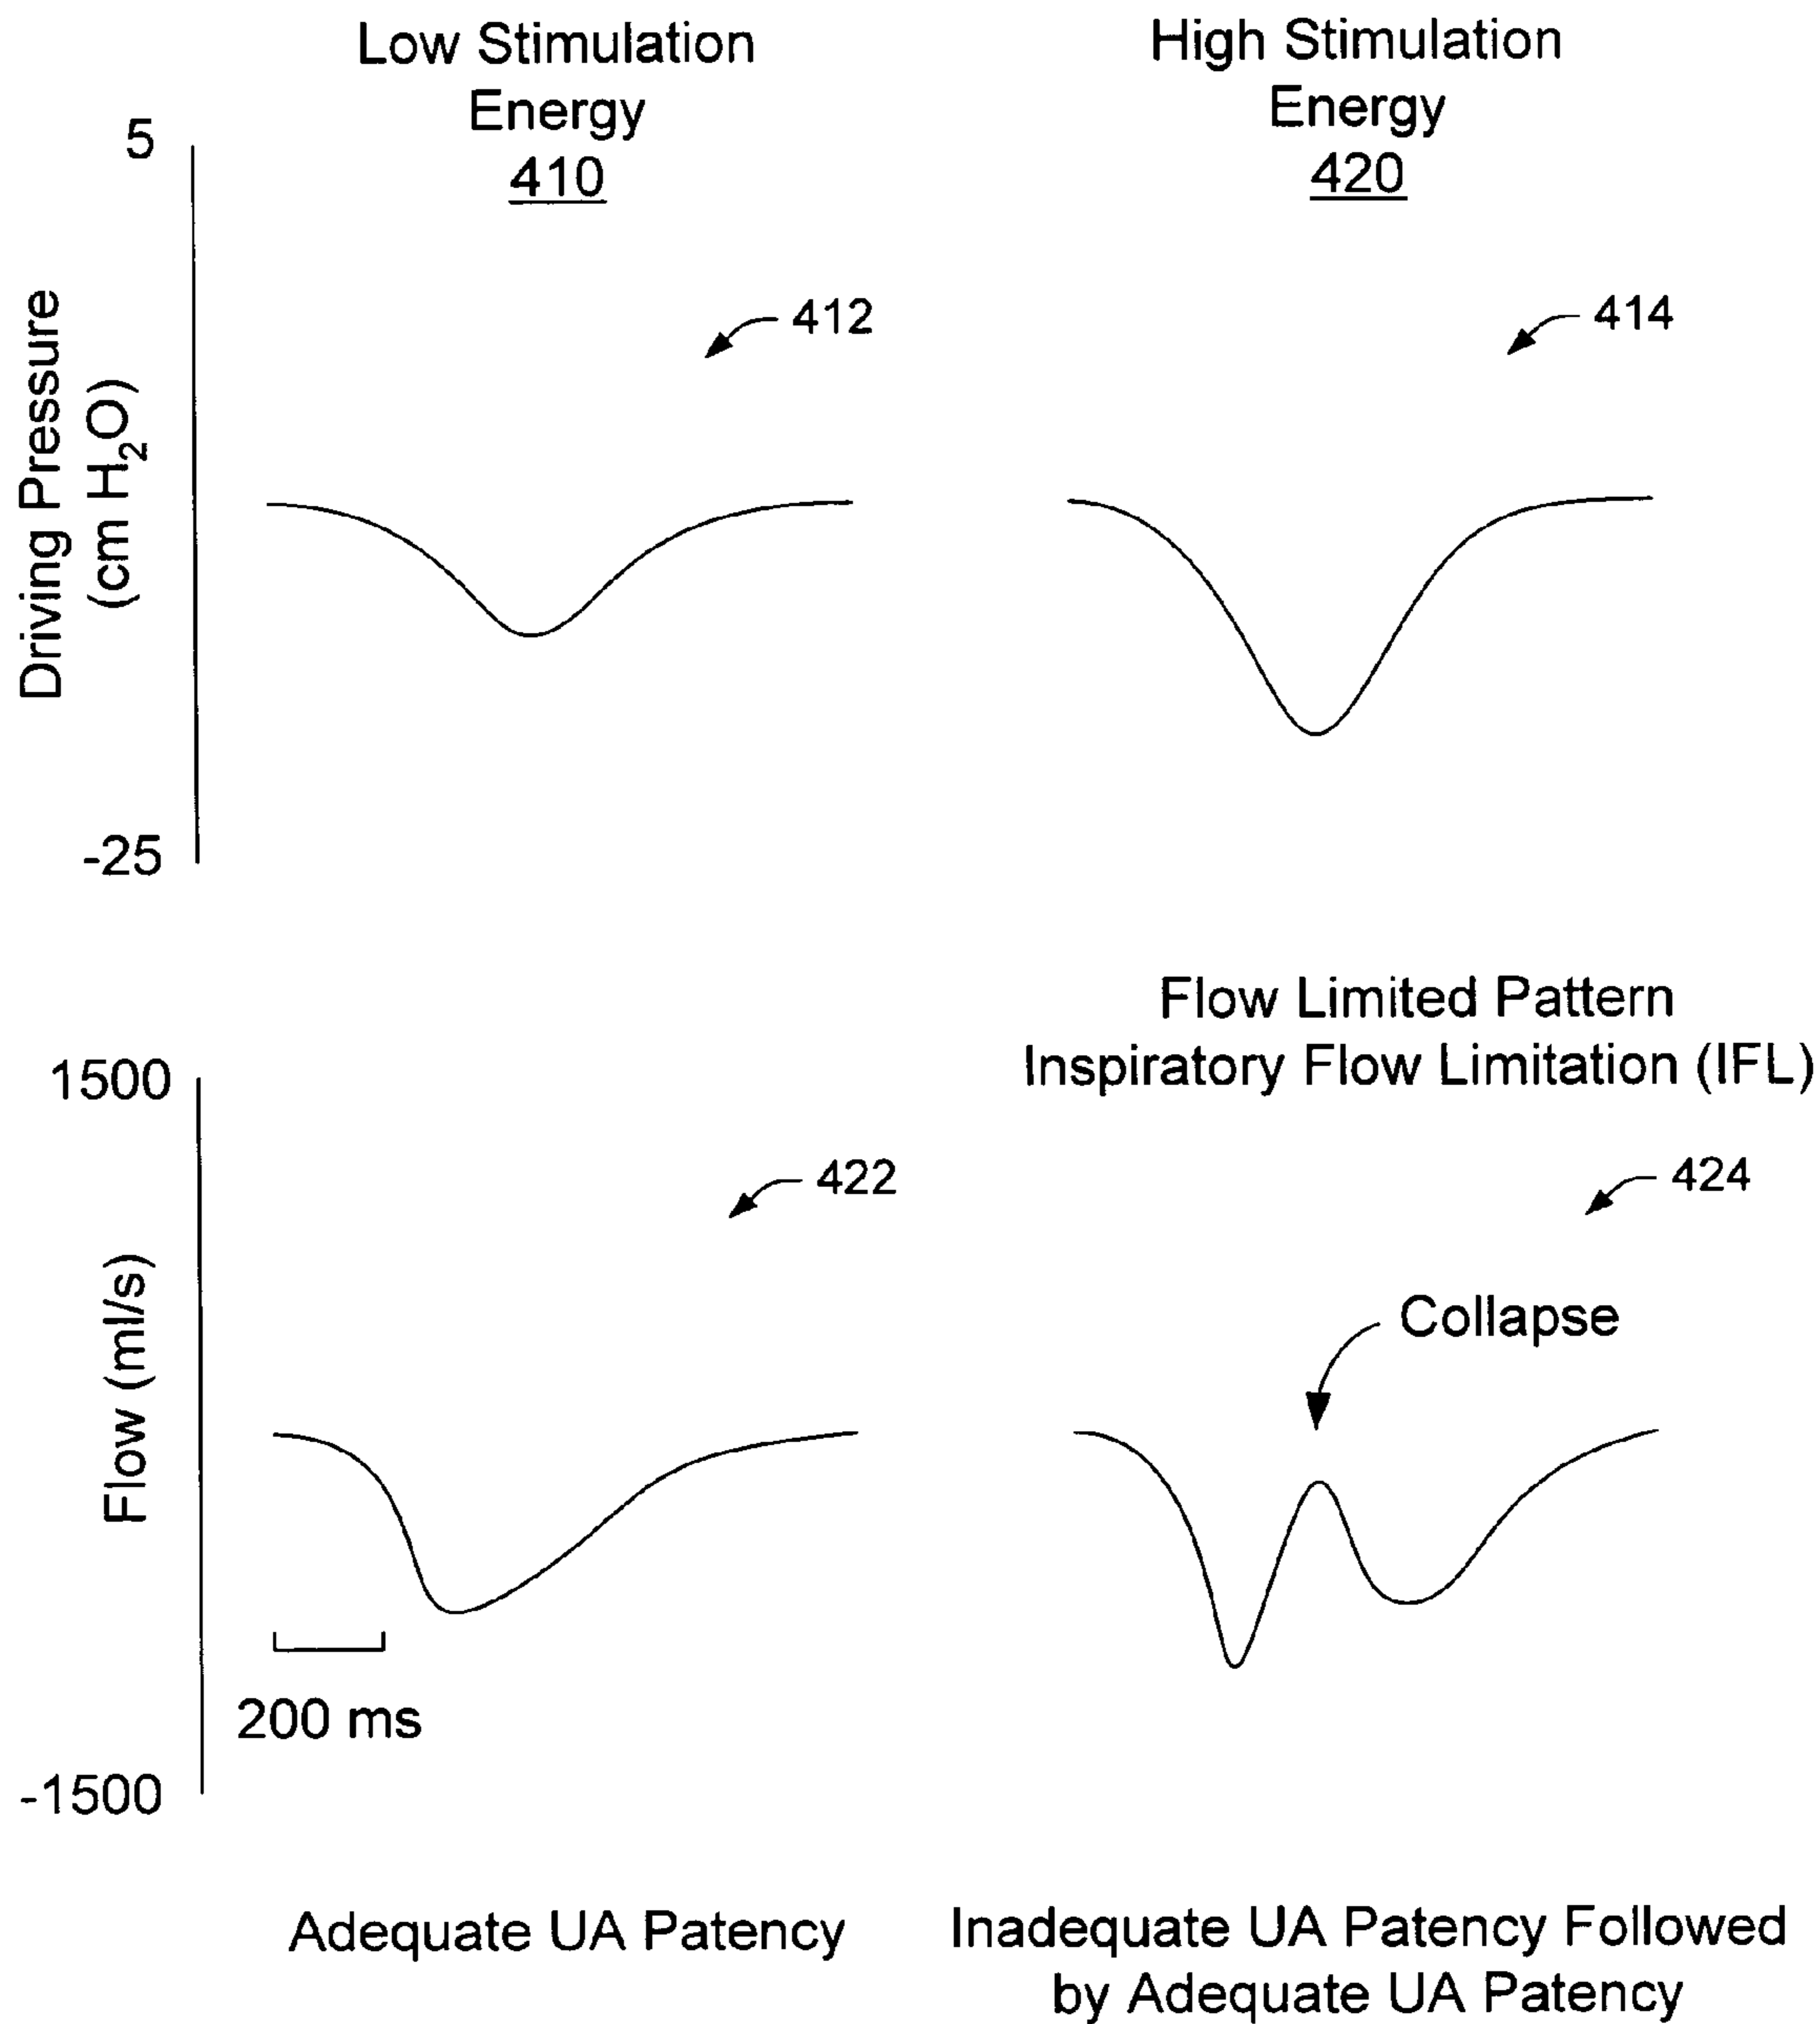 Low Stimulation
Energy
410
High Stimulation
Energy
420
5
412
414
Driving Pressure
(cm H₂O)
-25
Flow Limited Pattern
Inspiratory Flow Limitation (IFL)
1500
422
424
Collapse
Flow (ml/s)
200 ms
-1500
Adequate UA Patency
Inadequate UA Patency Followed
by Adequate UA Patency